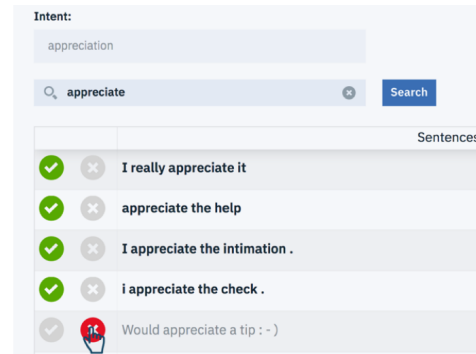 Intent:
appreciation
appreciate
Search
Sentences
I really appreciate it
appreciate the help
I appreciate the intimation .
i appreciate the check .
Would appreciate a tip : - )